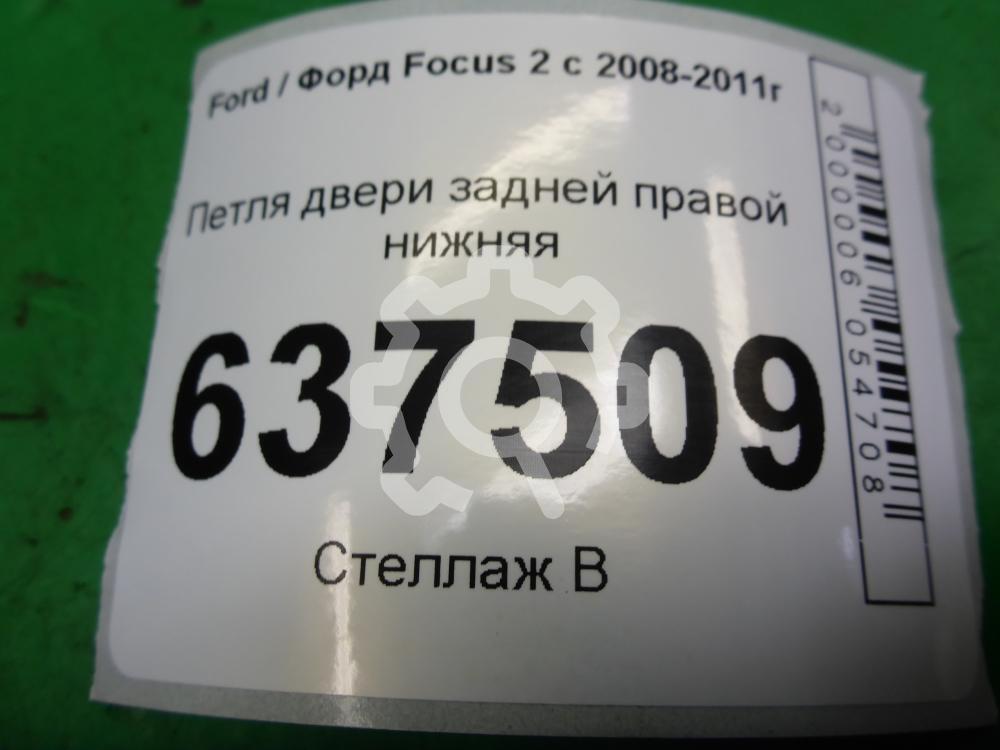 Ford / Форд Focus 2 с 2008-2011г
Петля двери задней правой
нижняя
637509
Стеллаж В
2000006054708